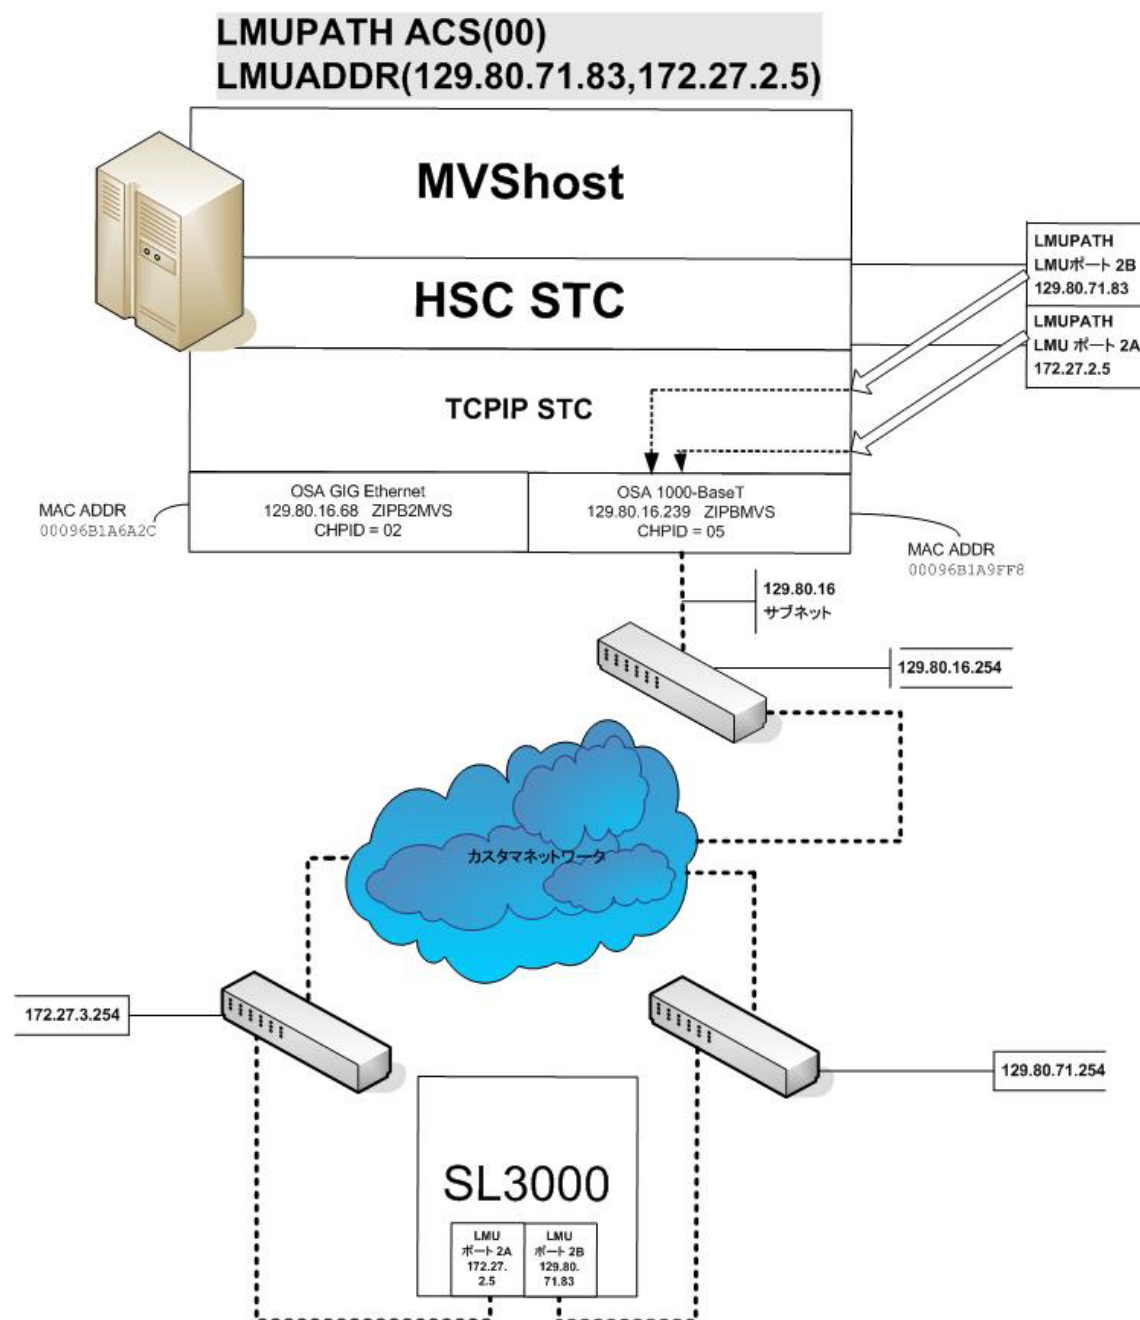 LMUPATH ACS(00)
LMUADDR(129.80.71.83,172.27.2.5)
MVShost
HSC STC
LMUPATH
LMUポート 2B
129.80.71.83
LMUPATH
LMU ポート 2A
172.27.2.5
TCPIP STC
MAC ADDR
00096B1A6A2C
OSA GIG Ethernet
129.80.16.68 ZIPB2MVS
CHPID = 02
OSA 1000-BaseT
129.80.16.239 ZIPBMVS
CHPID = 05
MAC ADDR
00096B1A9FF8
129.80.16
サブネット
129.80.16.254
カスタマネットワータ
172.27.3.254
129.80.71.254
SL3000
LMU
ポート 2A
172.27.
2.5
LMU
ポート 2B
129.80.
71.83